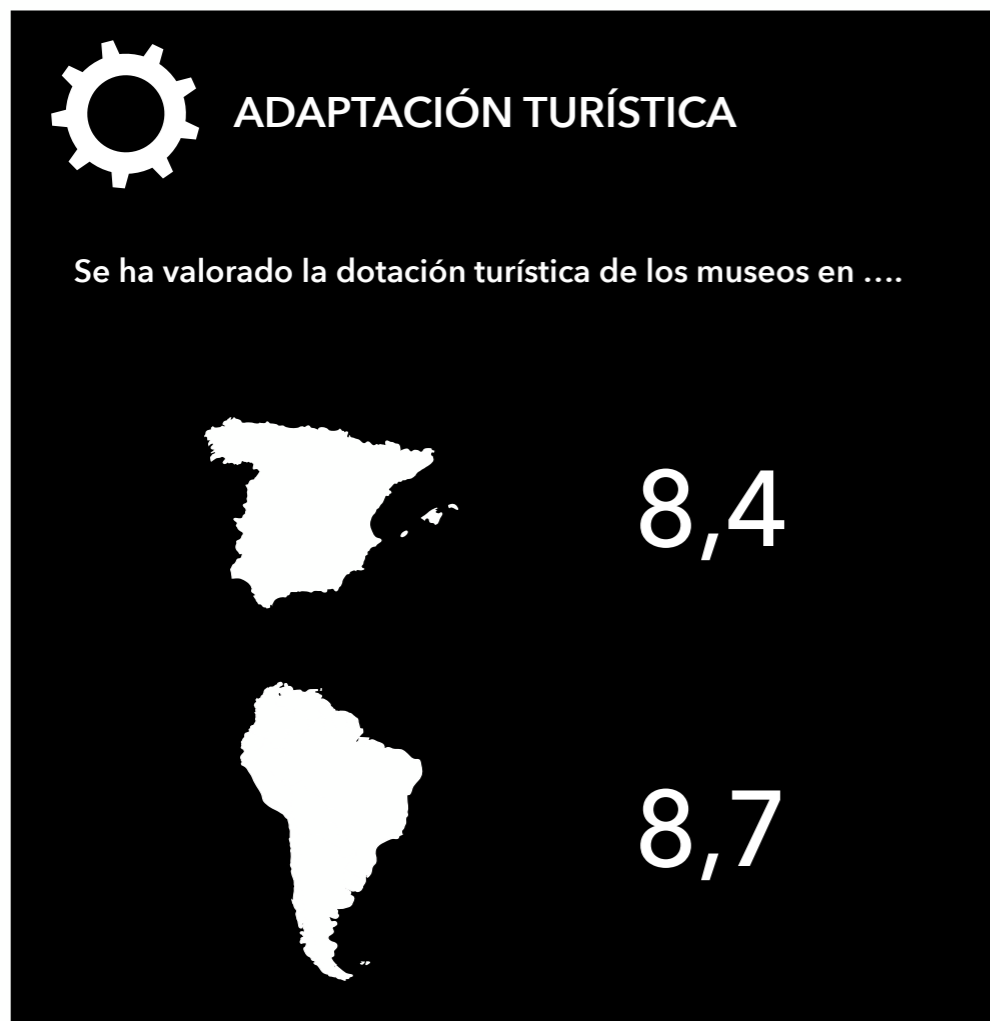 ADAPTACIÓN TURÍSTICA
Se ha valorado la dotación turística de los museos en ....
8,4
8,7